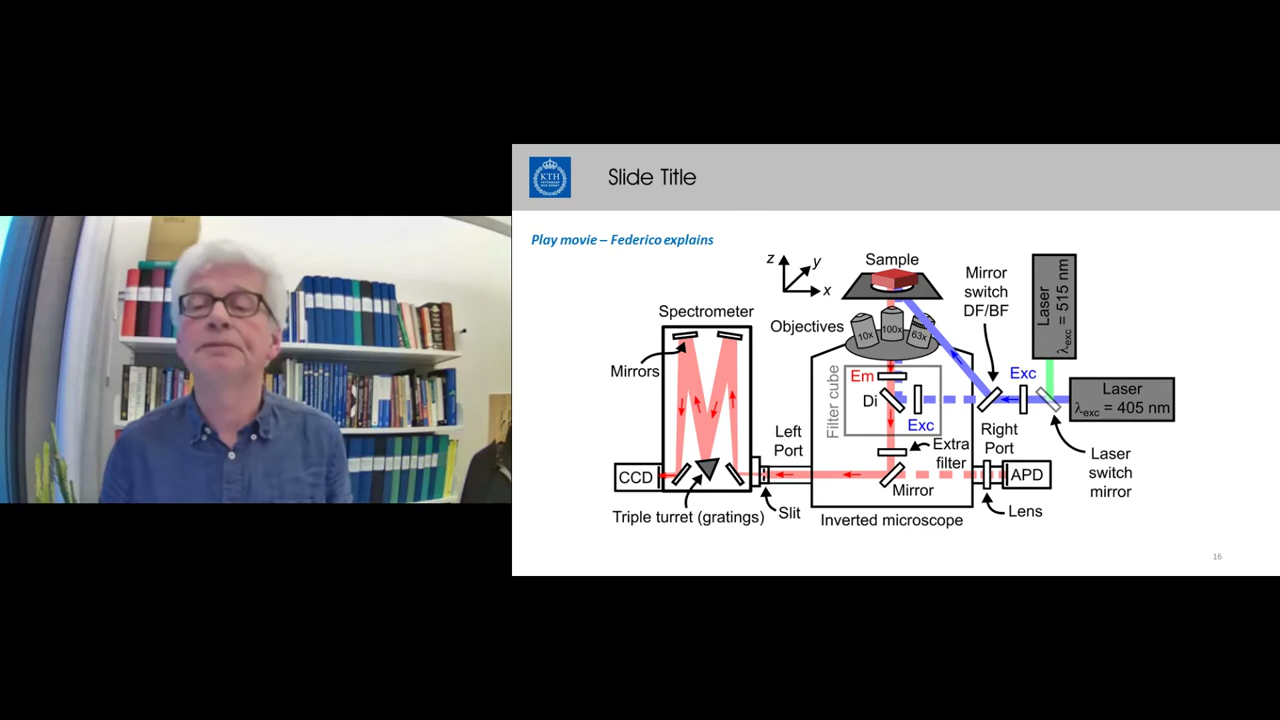 KTH
Slide Title
Play movie – Federico explains
z
y
x
Sample
Mirror
switch
DF/BF
Laser
λexc = 515 nm
Spectrometer
Objectives
10x
100x
63x
Mirrors
Filter cube
Em
Di
Exc
Exc
Laser
λexc = 405 nm
Left
Port
Extra
filter
Right
Port
Laser
switch
mirror
CCD
APD
Mirror
Triple turret (gratings)
Slit
Inverted microscope
Lens
16